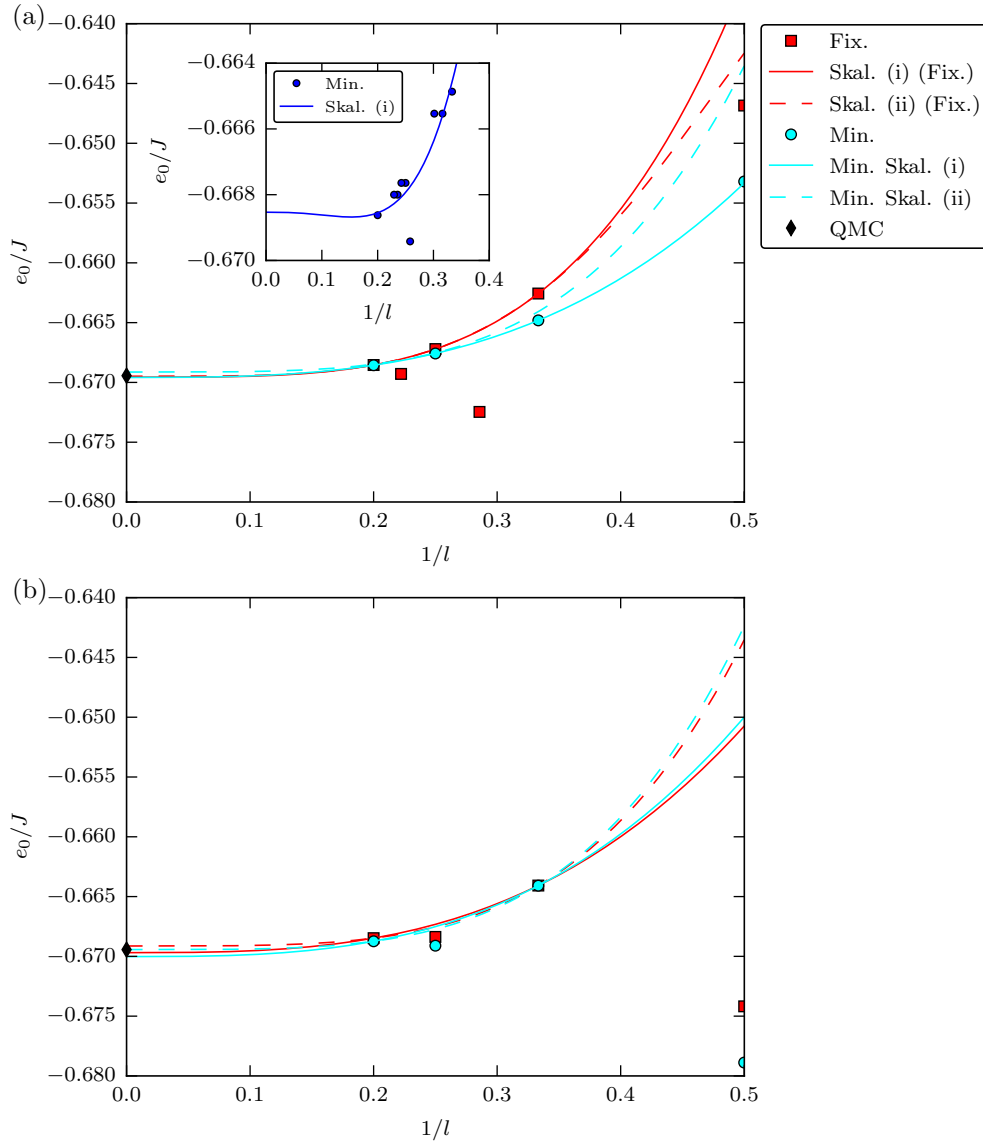 (a)
−0.640
−0.645
−0.650
−0.655
−0.660
−0.665
−0.670
−0.675
−0.680
e₀/J
0.0 0.1 0.2 0.3 0.4 0.5
1/l
−0.664
−0.666
−0.668
−0.670
e₀/J
Min.
Skal. (i)
0.0 0.1 0.2 0.3 0.4
1/l
Fix.
Skal. (i) (Fix.)
Skal. (ii) (Fix.)
Min.
Min. Skal. (i)
Min. Skal. (ii)
QMC
(b)
−0.640
−0.645
−0.650
−0.655
−0.660
−0.665
−0.670
−0.675
−0.680
e₀/J
0.0 0.1 0.2 0.3 0.4 0.5
1/l